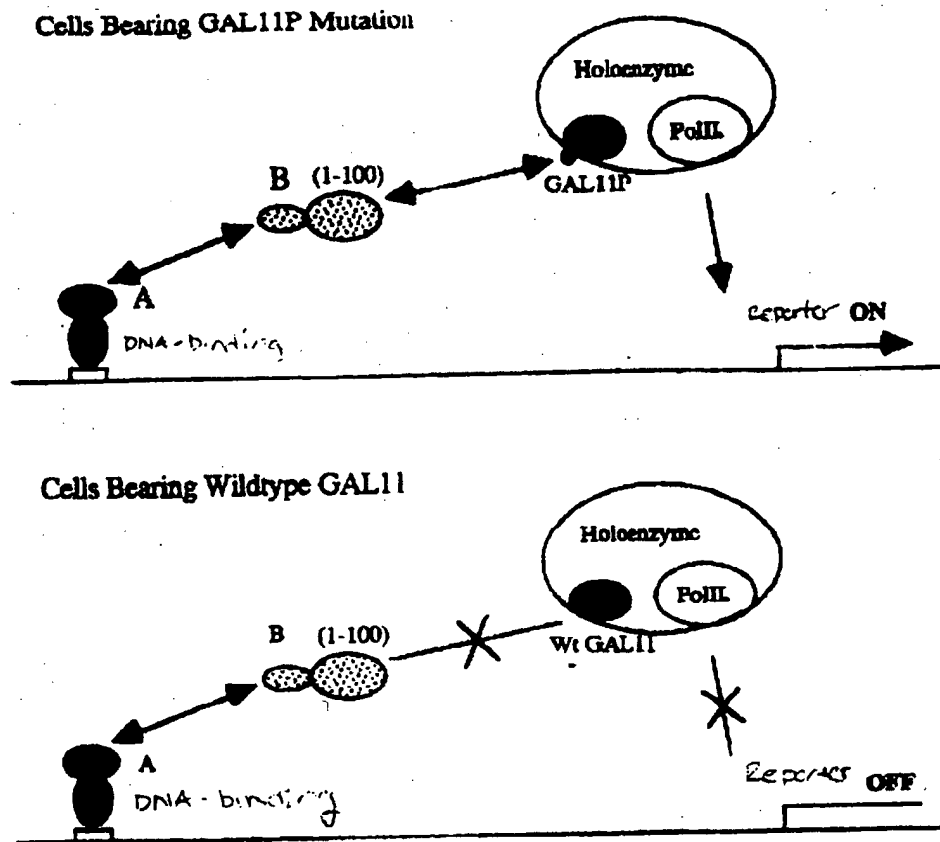 Cells Bearing GAL11P Mutation
Holoenzyme
PolII.
GAL11P
B (1-100)
A
DNA-binding
Reporter ON
Cells Bearing Wildtype GAL11
Holoenzyme
PolII.
Wt GAL11
B (1-100)
A
DNA-binding
Reporter OFF